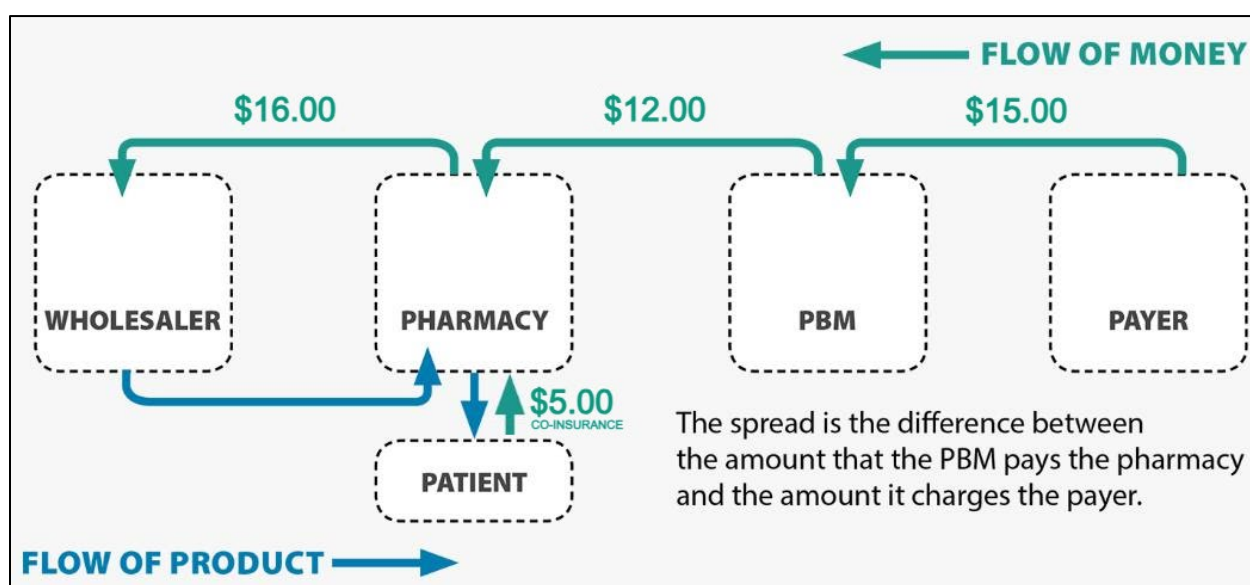 FLOW OF MONEY
$16.00
$12.00
$15.00
WHOLESALER
PHARMACY
PBM
PAYER
$5.00
CO-INSURANCE
PATIENT
The spread is the difference between
the amount that the PBM pays the pharmacy
and the amount it charges the payer.
FLOW OF PRODUCT